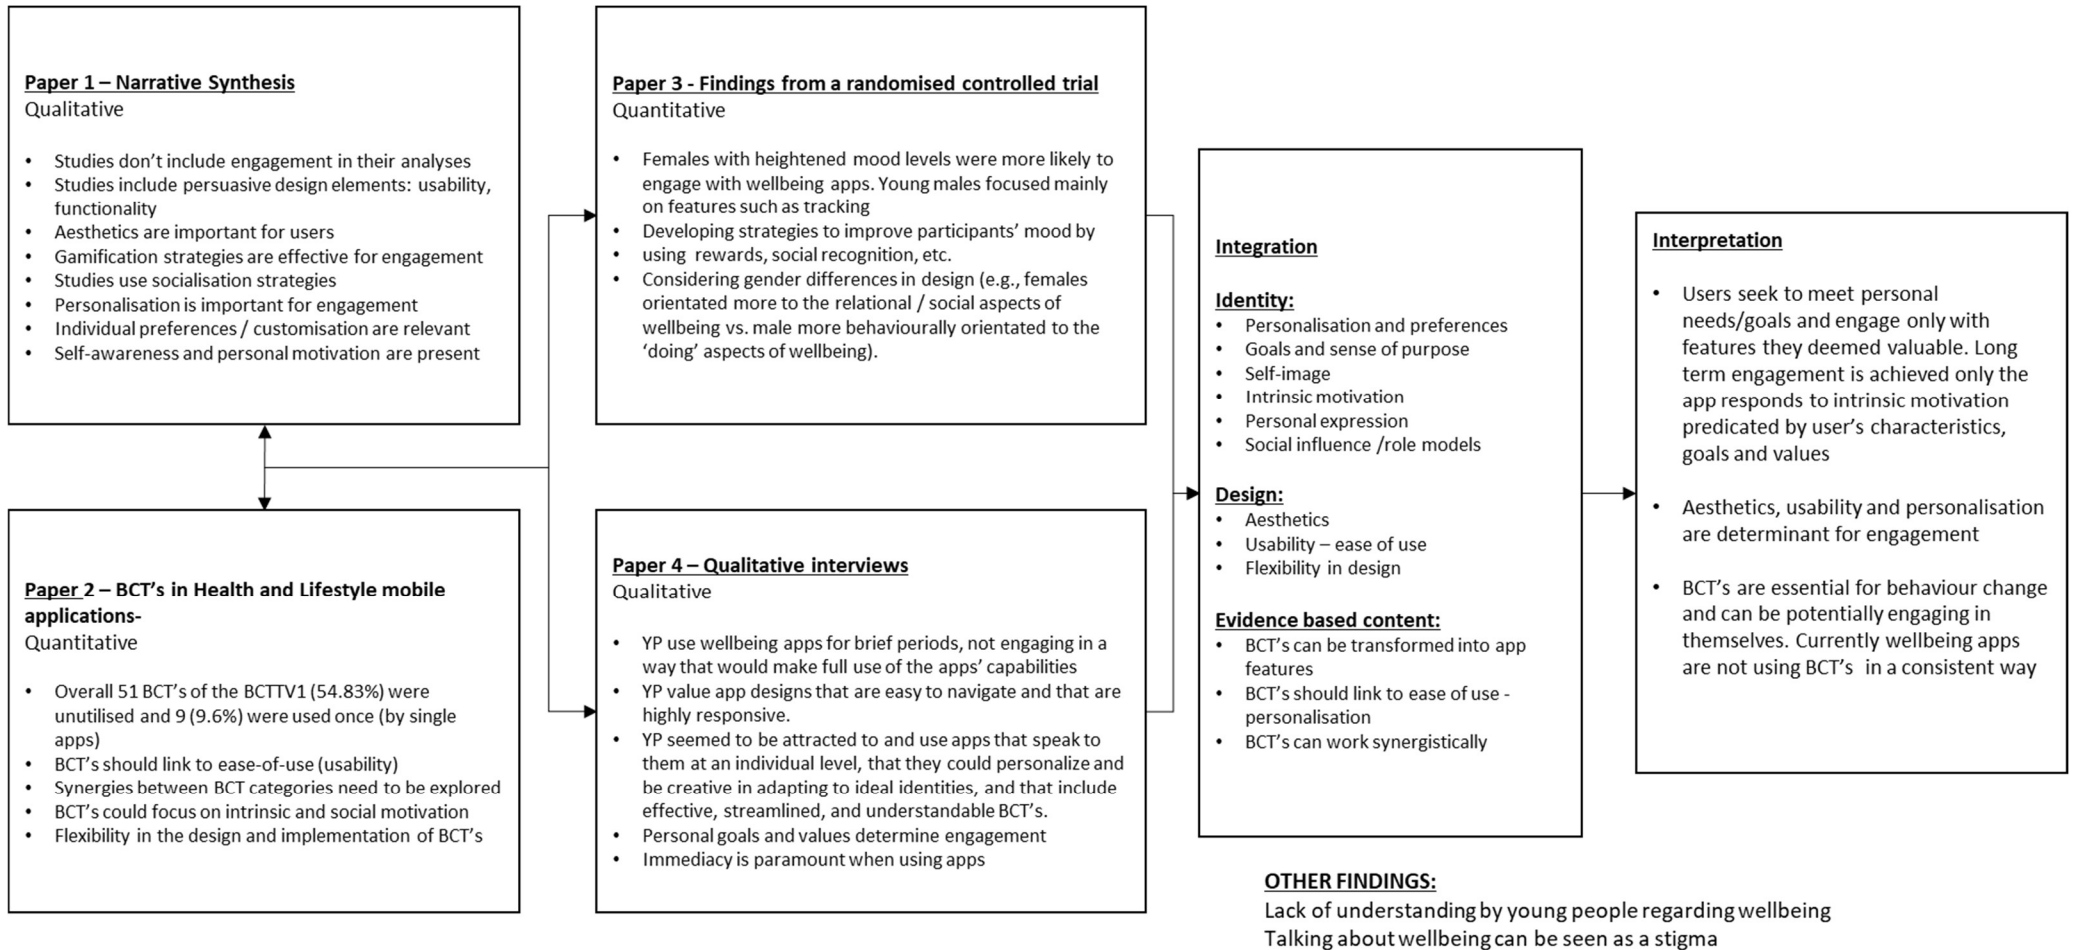 Paper 1 – Narrative Synthesis
Qualitative
• Studies don't include engagement in their analyses
• Studies include persuasive design elements: usability,
functionality
• Aesthetics are important for users
• Gamification strategies are effective for engagement
• Studies use socialisation strategies
• Personalisation is important for engagement
• Individual preferences / customisation are relevant
• Self-awareness and personal motivation are present
Paper 2 – BCT's in Health and Lifestyle mobile
applications-
Quantitative
• Overall 51 BCT's of the BCTTV1 (54.83%) were
unutilised and 9 (9.6%) were used once (by single
apps)
• BCT's should link to ease-of-use (usability)
• Synergies between BCT categories need to be explored
• BCT's could focus on intrinsic and social motivation
• Flexibility in the design and implementation of BCT's
Paper 3 - Findings from a randomised controlled trial
Quantitative
• Females with heightened mood levels were more likely to
engage with wellbeing apps. Young males focused mainly
on features such as tracking
• Developing strategies to improve participants' mood by
• using rewards, social recognition, etc.
• Considering gender differences in design (e.g., females
orientated more to the relational / social aspects of
wellbeing vs. male more behaviourally orientated to the
'doing' aspects of wellbeing).
Paper 4 – Qualitative interviews
Qualitative
• YP use wellbeing apps for brief periods, not engaging in a
way that would make full use of the apps' capabilities
• YP value app designs that are easy to navigate and that are
highly responsive.
• YP seemed to be attracted to and use apps that speak to
them at an individual level, that they could personalize and
be creative in adapting to ideal identities, and that include
effective, streamlined, and understandable BCT's.
• Personal goals and values determine engagement
• Immediacy is paramount when using apps
Integration
Identity:
• Personalisation and preferences
• Goals and sense of purpose
• Self-image
• Intrinsic motivation
• Personal expression
• Social influence /role models
Design:
• Aesthetics
• Usability – ease of use
• Flexibility in design
Evidence based content:
• BCT's can be transformed into app
features
• BCT's should link to ease of use -
personalisation
• BCT's can work synergistically
Interpretation
• Users seek to meet personal
needs/goals and engage only with
features they deemed valuable. Long
term engagement is achieved only the
app responds to intrinsic motivation
predicated by user's characteristics,
goals and values
• Aesthetics, usability and personalisation
are determinant for engagement
• BCT's are essential for behaviour change
and can be potentially engaging in
themselves. Currently wellbeing apps
are not using BCT's in a consistent way
OTHER FINDINGS:
Lack of understanding by young people regarding wellbeing
Talking about wellbeing can be seen as a stigma